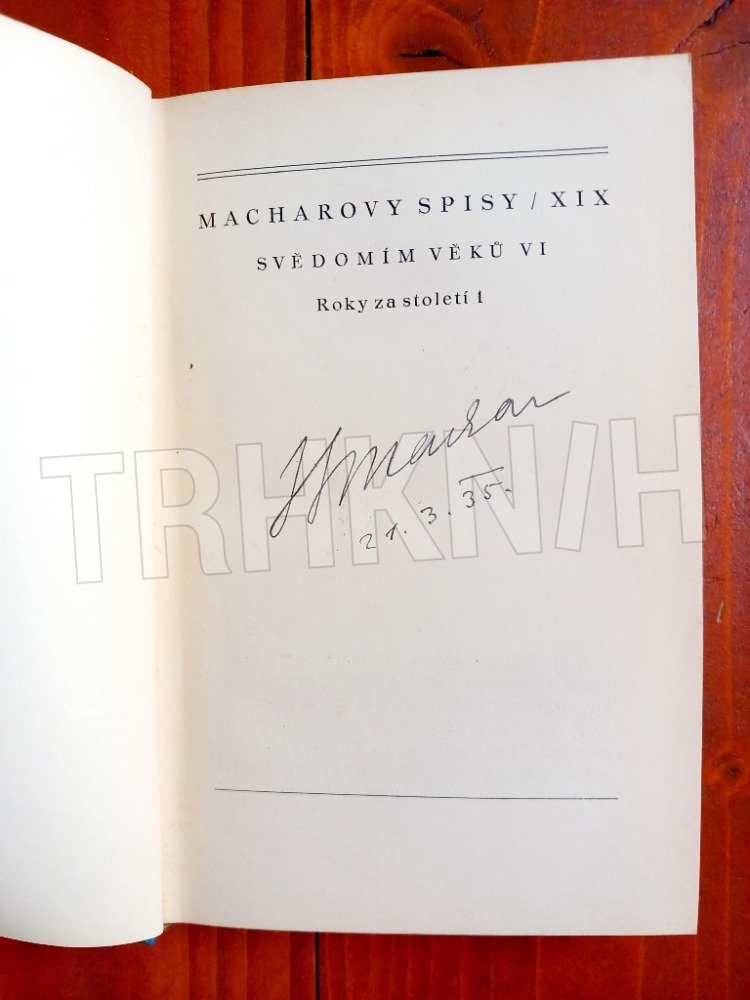 MACHAROVY SPISY / XIX
SVĚDOMÍM VĚKŮ VI
Roky za století 1
JSMachar
21.3.35.
TRHKNIH